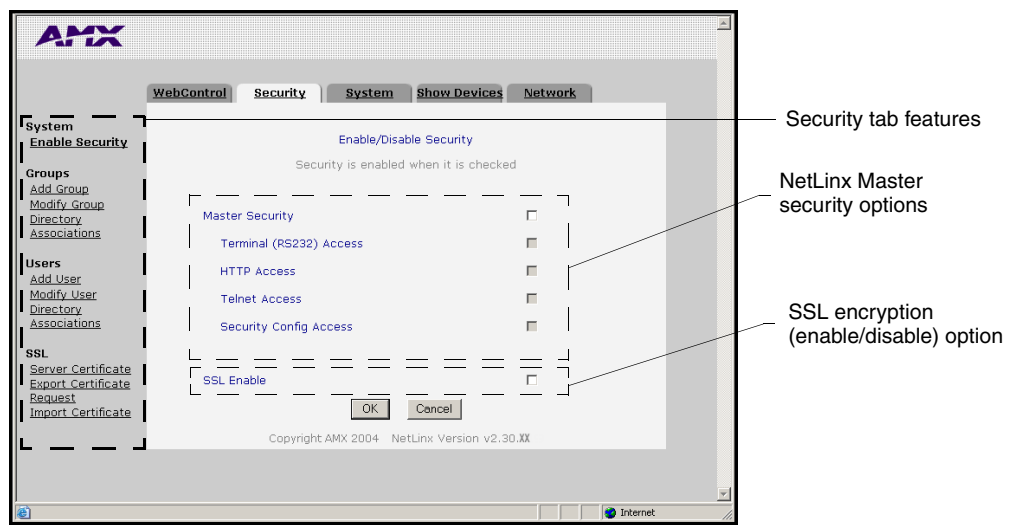 AMX
WebControl Security System Show Devices Network
System
Enable Security
Groups
Add Group
Modify Group
Directory
Associations
Users
Add User
Modify User
Directory
Associations
SSL
Server Certificate
Export Certificate
Request
Import Certificate
Enable/Disable Security
Security is enabled when it is checked
Master Security
Terminal (RS232) Access
HTTP Access
Telnet Access
Security Config Access
SSL Enable
OK Cancel
Copyright AMX 2004 NetLinx Version v2.30.XX
Internet
Security tab features
NetLinx Master
security options
SSL encryption
(enable/disable) option